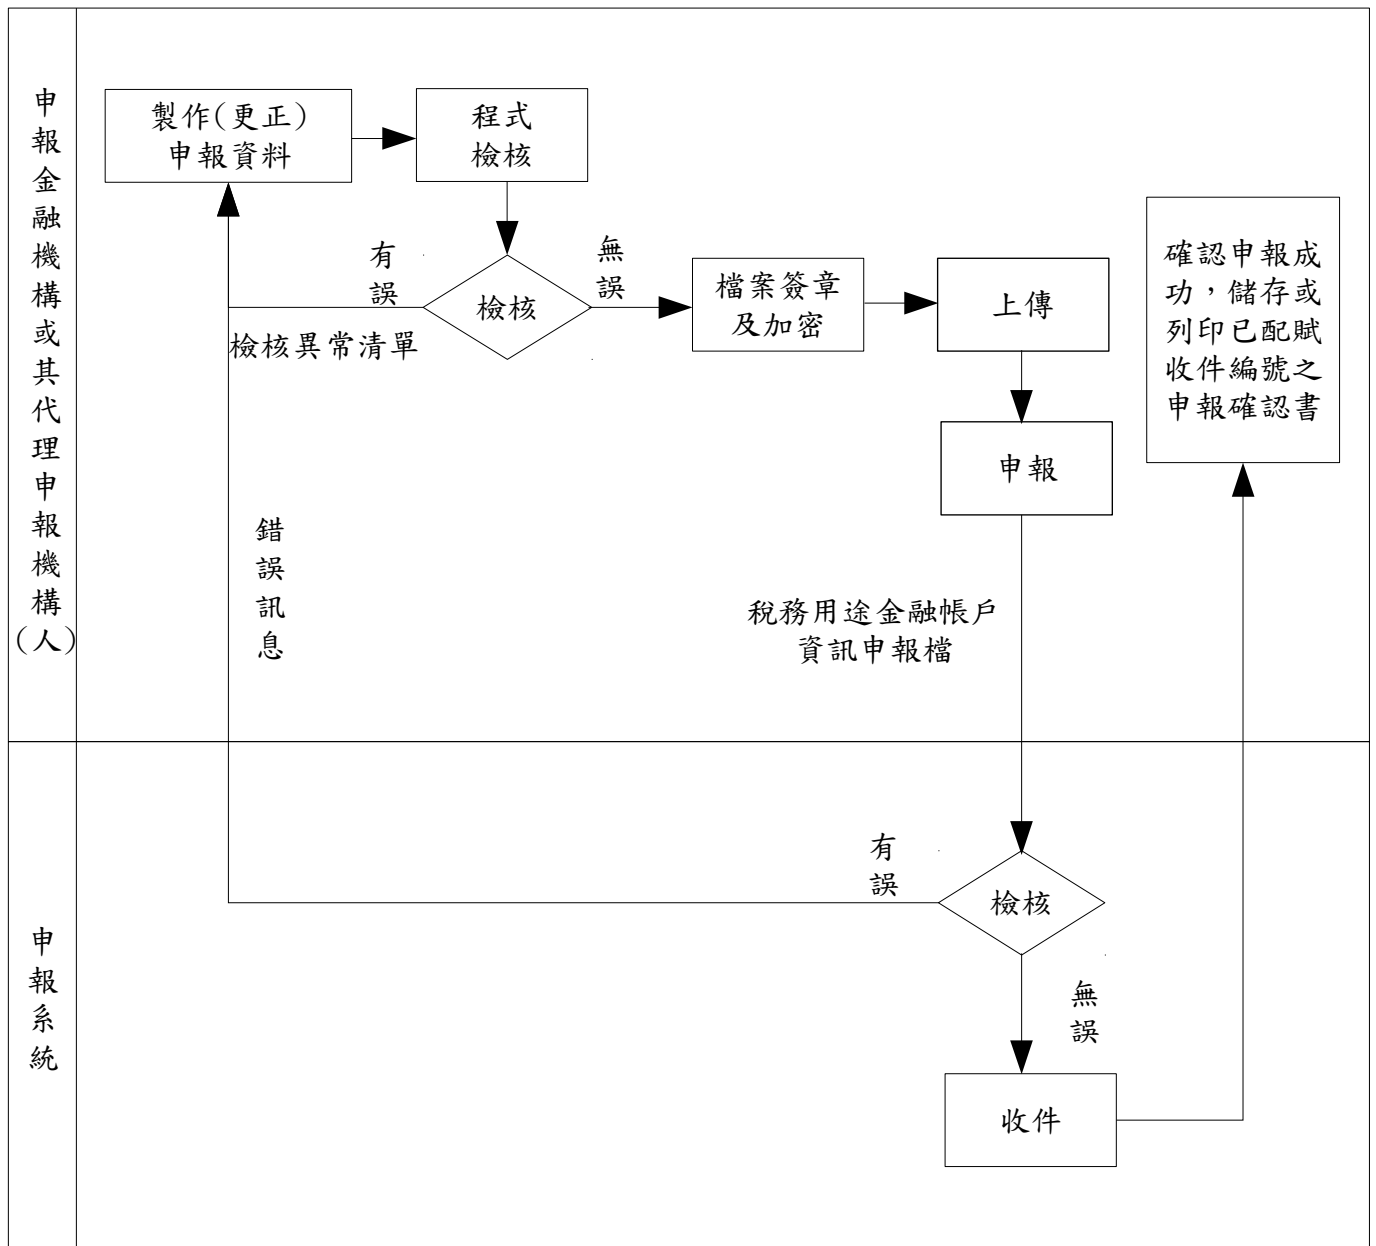 申報金融機構或其代理申報機構(人)
製作(更正)
申報資料
程式
檢核
有誤
檢核
無誤
檢核異常清單
檔案簽章
及加密
上傳
申報
確認申報成
功，儲存或
列印已配賦
收件編號之
申報確認書
錯誤訊息
稅務用途金融帳戶
資訊申報檔
申報系統
有誤
檢核
無誤
收件